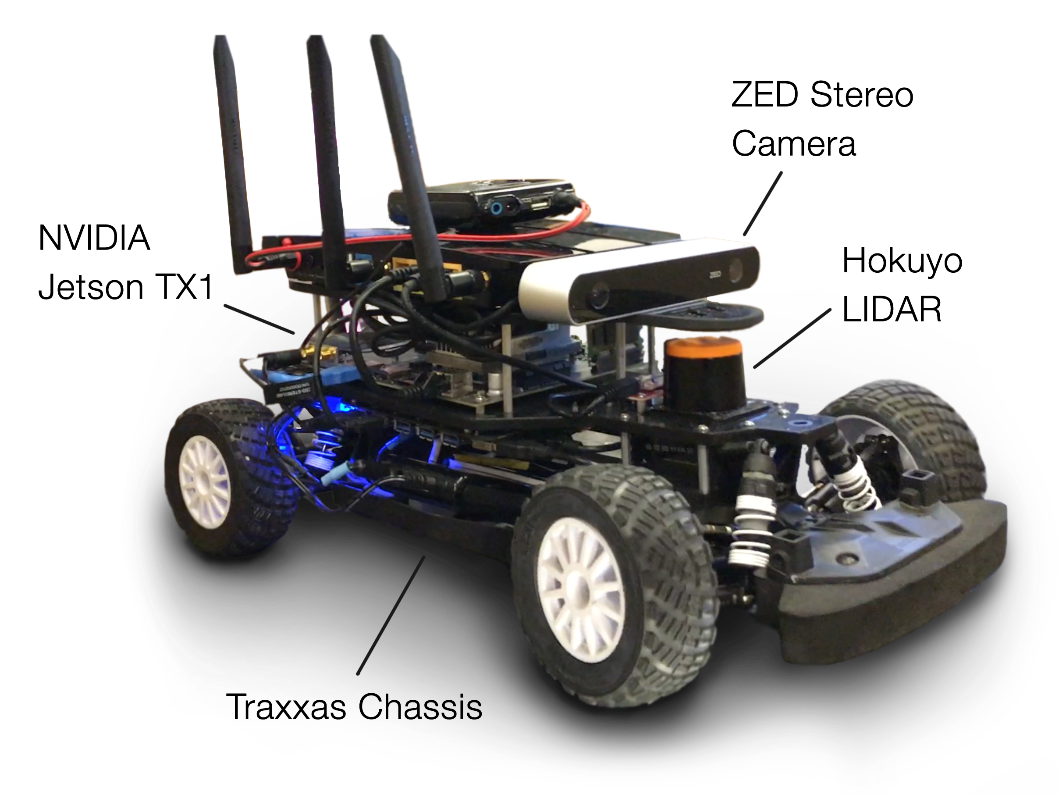 ZED Stereo
Camera
NVIDIA
Jetson TX1
Hokuyo
LIDAR
ZED
Traxxas Chassis